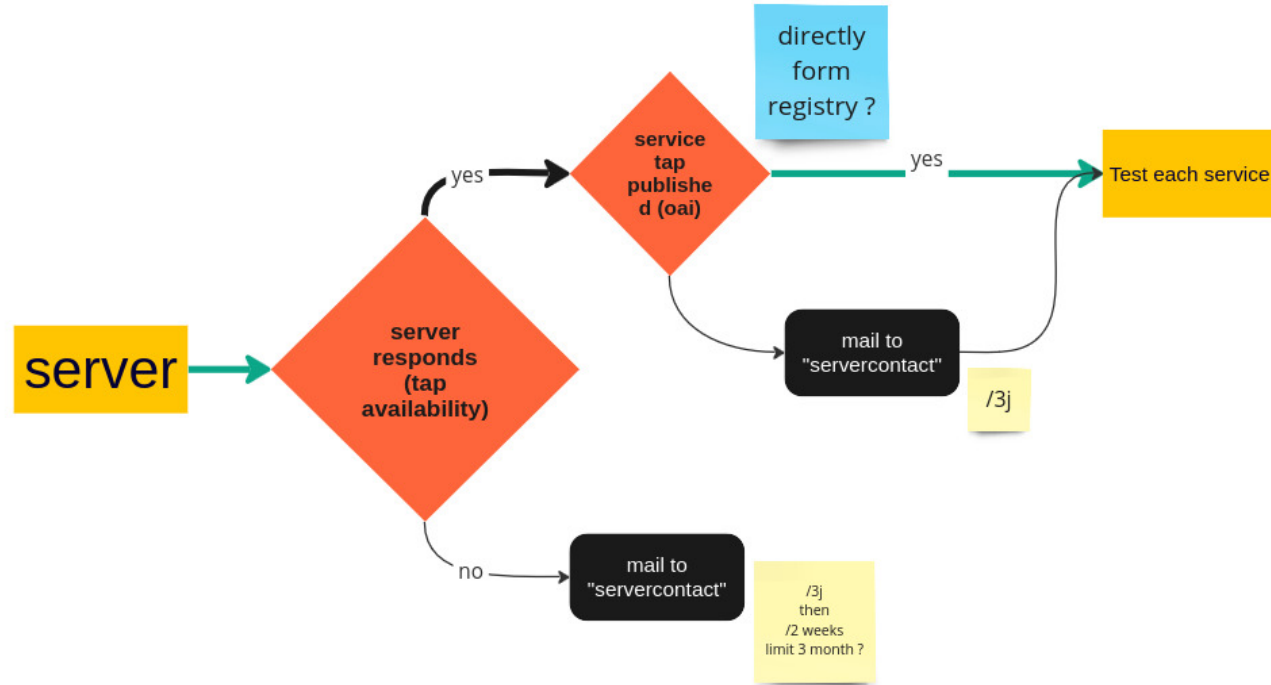 directly
form
registry ?
service
tap
publishe
d (oai)
yes
yes
Test each service
server
server
responds
(tap
availability)
mail to
"servercontact"
/3j
no
mail to
"servercontact"
/3j
then
/2 weeks
limit 3 month ?